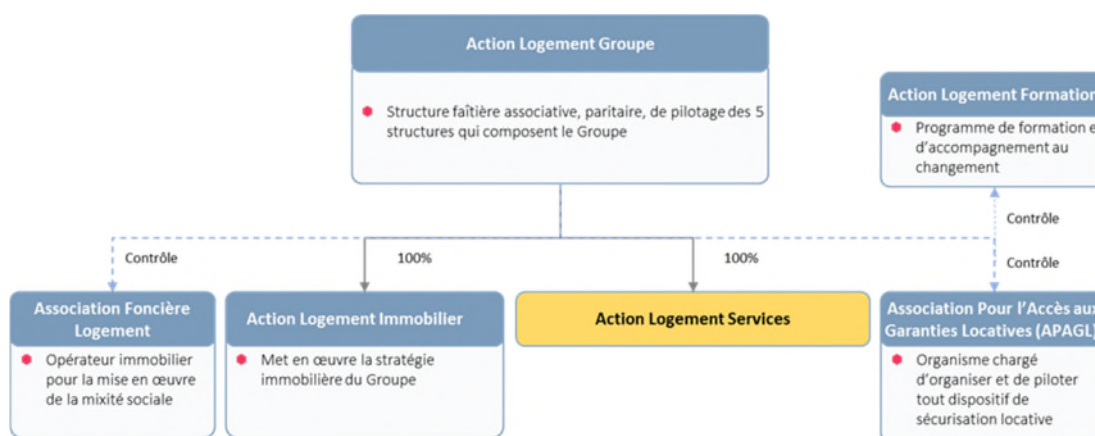 Action Logement Groupe
Structure faîtière associative, paritaire, de pilotage des 5
structures qui composent le Groupe
Action Logement Formation
Programme de formation e
d'accompagnement au
changement
Contrôle
Contrôle
100%
100%
Contrôle
Association Foncière
Logement
Opérateur immobilier
pour la mise en œuvre
de la mixité sociale
Action Logement Immobilier
Met en œuvre la stratégie
immobilière du Groupe
Action Logement Services
Association Pour l'Accès aux
Garanties Locatives (APAGL)
Organisme chargé
d'organiser et de piloter
tout dispositif de
sécurisation locative